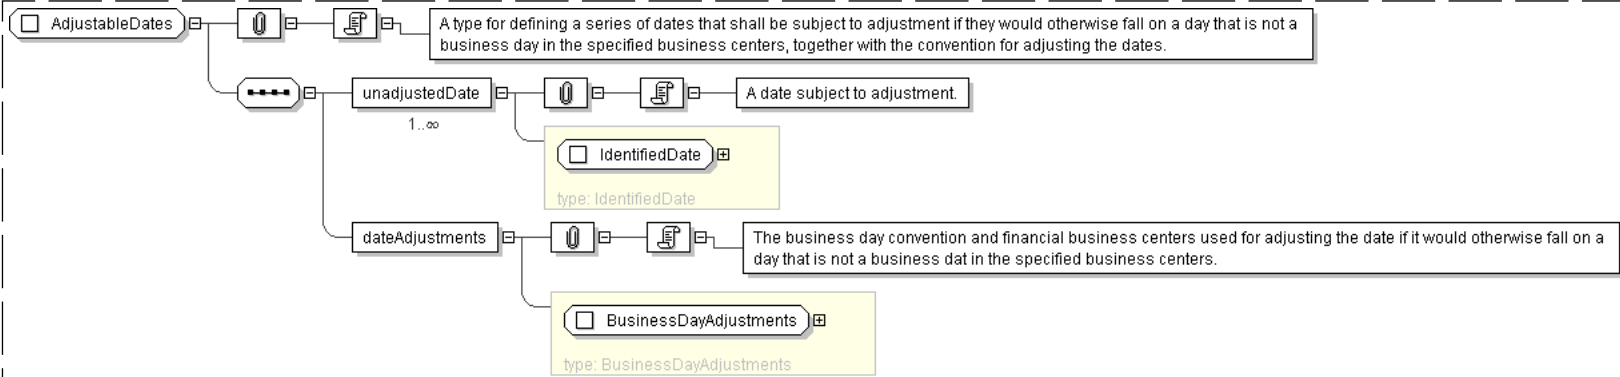 AdjustableDates
A type for defining a series of dates that shall be subject to adjustment if they would otherwise fall on a day that is not a
business day in the specified business centers, together with the convention for adjusting the dates.
unadjustedDate
1..∞
A date subject to adjustment.
IdentifiedDate
type: IdentifiedDate
dateAdjustments
The business day convention and financial business centers used for adjusting the date if it would otherwise fall on a
day that is not a business dat in the specified business centers.
BusinessDayAdjustments
type: BusinessDayAdjustments